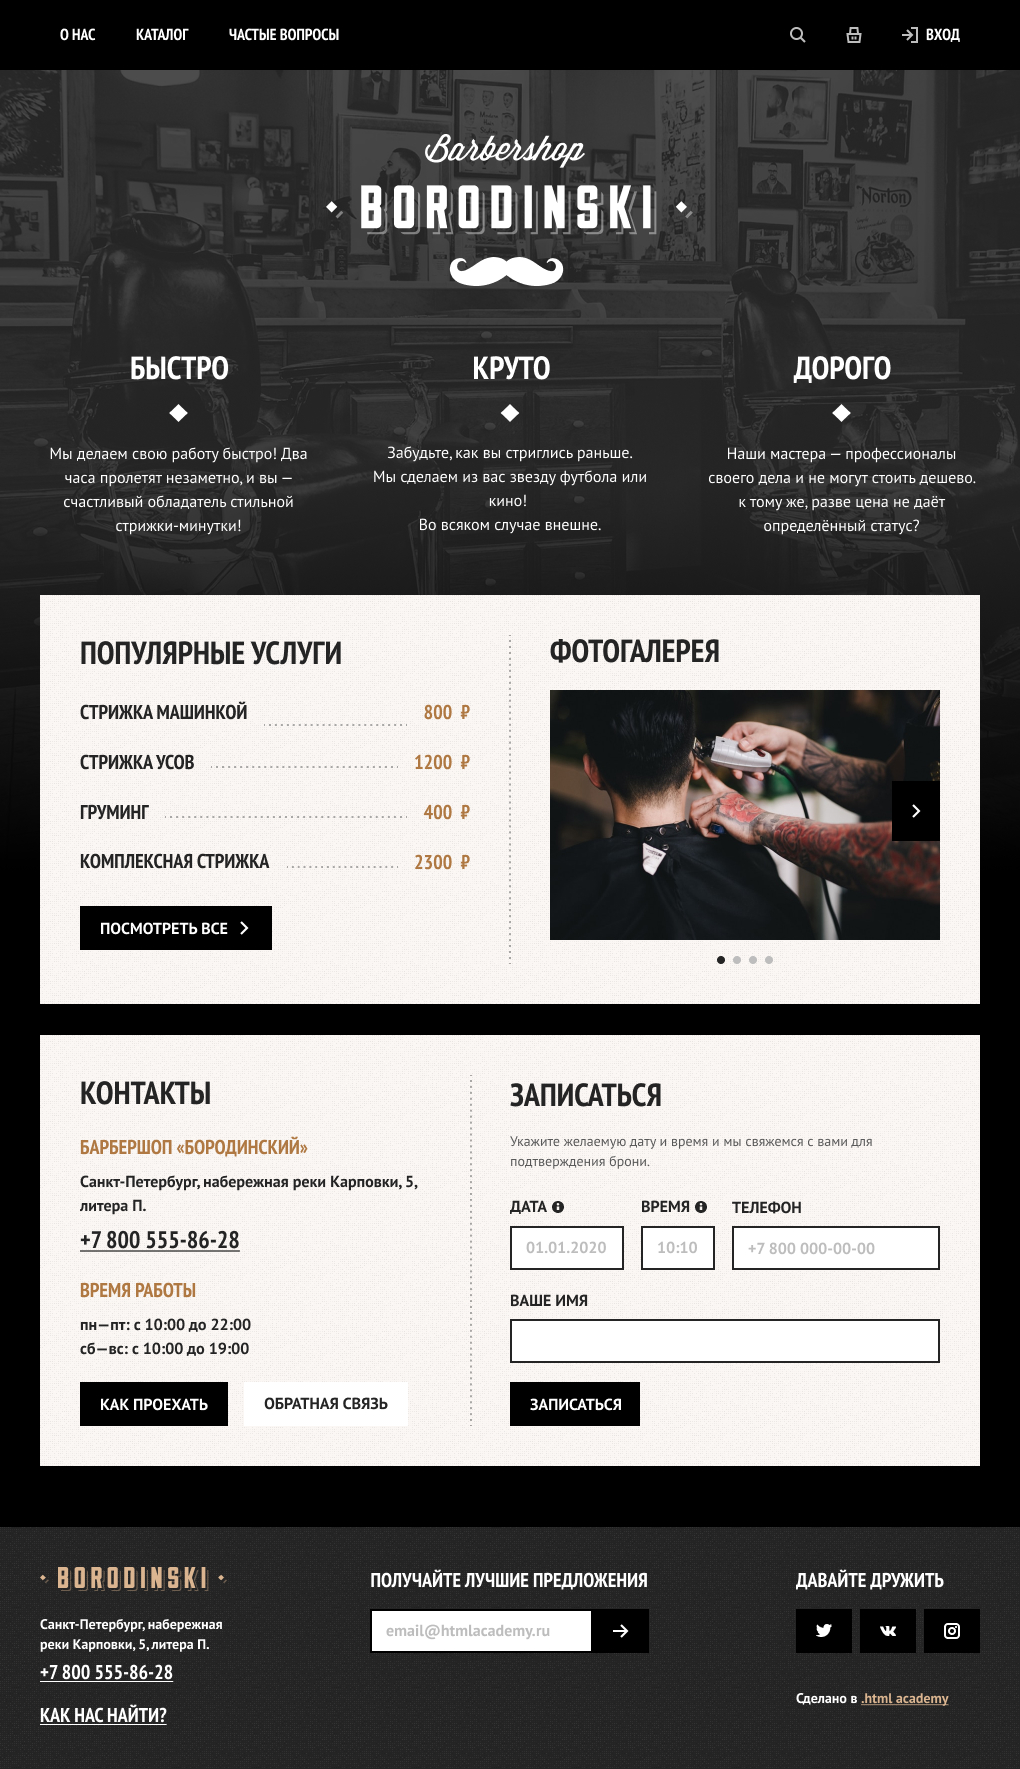 О НАС
КАТАЛОГ
ЧАСТЫЕ ВОПРОСЫ
ВХОД
Barbershop
BORODINSKI
Norton
БЫСТРО
Мы делаем свою работу быстро! Два
часа пролетят незаметно, и вы —
счастливый обладатель стильной
стрижки-минутки!
КРУТО
Забудьте, как вы стриглись раньше.
Мы сделаем из вас звезду футбола или
кино!
Во всяком случае внешне.
ДОРОГО
Наши мастера — профессионалы
своего дела и не могут стоить дешево.
к тому же, разве цена не даёт
определённый статус?
ПОПУЛЯРНЫЕ УСЛУГИ
СТРИЖКА МАШИНКОЙ 800 ₽
СТРИЖКА УСОВ 1200 ₽
ГРУМИНГ 400 ₽
КОМПЛЕКСНАЯ СТРИЖКА 2300 ₽
ПОСМОТРЕТЬ ВСЕ
ФОТОГАЛЕРЕЯ
КОНТАКТЫ
БАРБЕРШОП «БОРОДИНСКИЙ»
Санкт-Петербург, набережная реки Карповки, 5,
литера П.
+7 800 555-86-28
ВРЕМЯ РАБОТЫ
пн—пт: с 10:00 до 22:00
сб—вс: с 10:00 до 19:00
КАК ПРОЕХАТЬ
ОБРАТНАЯ СВЯЗЬ
ЗАПИСАТЬСЯ
Укажите желаемую дату и время и мы свяжемся с вами для
подтверждения брони.
ДАТА
ВРЕМЯ
ТЕЛЕФОН
01.01.2020
10:10
+7 800 000-00-00
ВАШЕ ИМЯ
ЗАПИСАТЬСЯ
BORODINSKI
Санкт-Петербург, набережная
реки Карповки, 5, литера П.
+7 800 555-86-28
КАК НАС НАЙТИ?
ПОЛУЧАЙТЕ ЛУЧШИЕ ПРЕДЛОЖЕНИЯ
email@htmlacademy.ru
ДАВАЙТЕ ДРУЖИТЬ
Сделано в .html academy